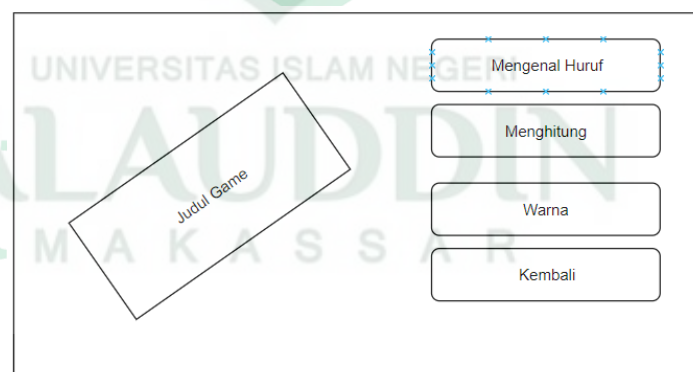 UNIVERSITAS ISLAM NEGERI
ALAUDDIN
MAKASSAR
Judul Game
Mengenal Huruf
Menghitung
Warna
Kembali